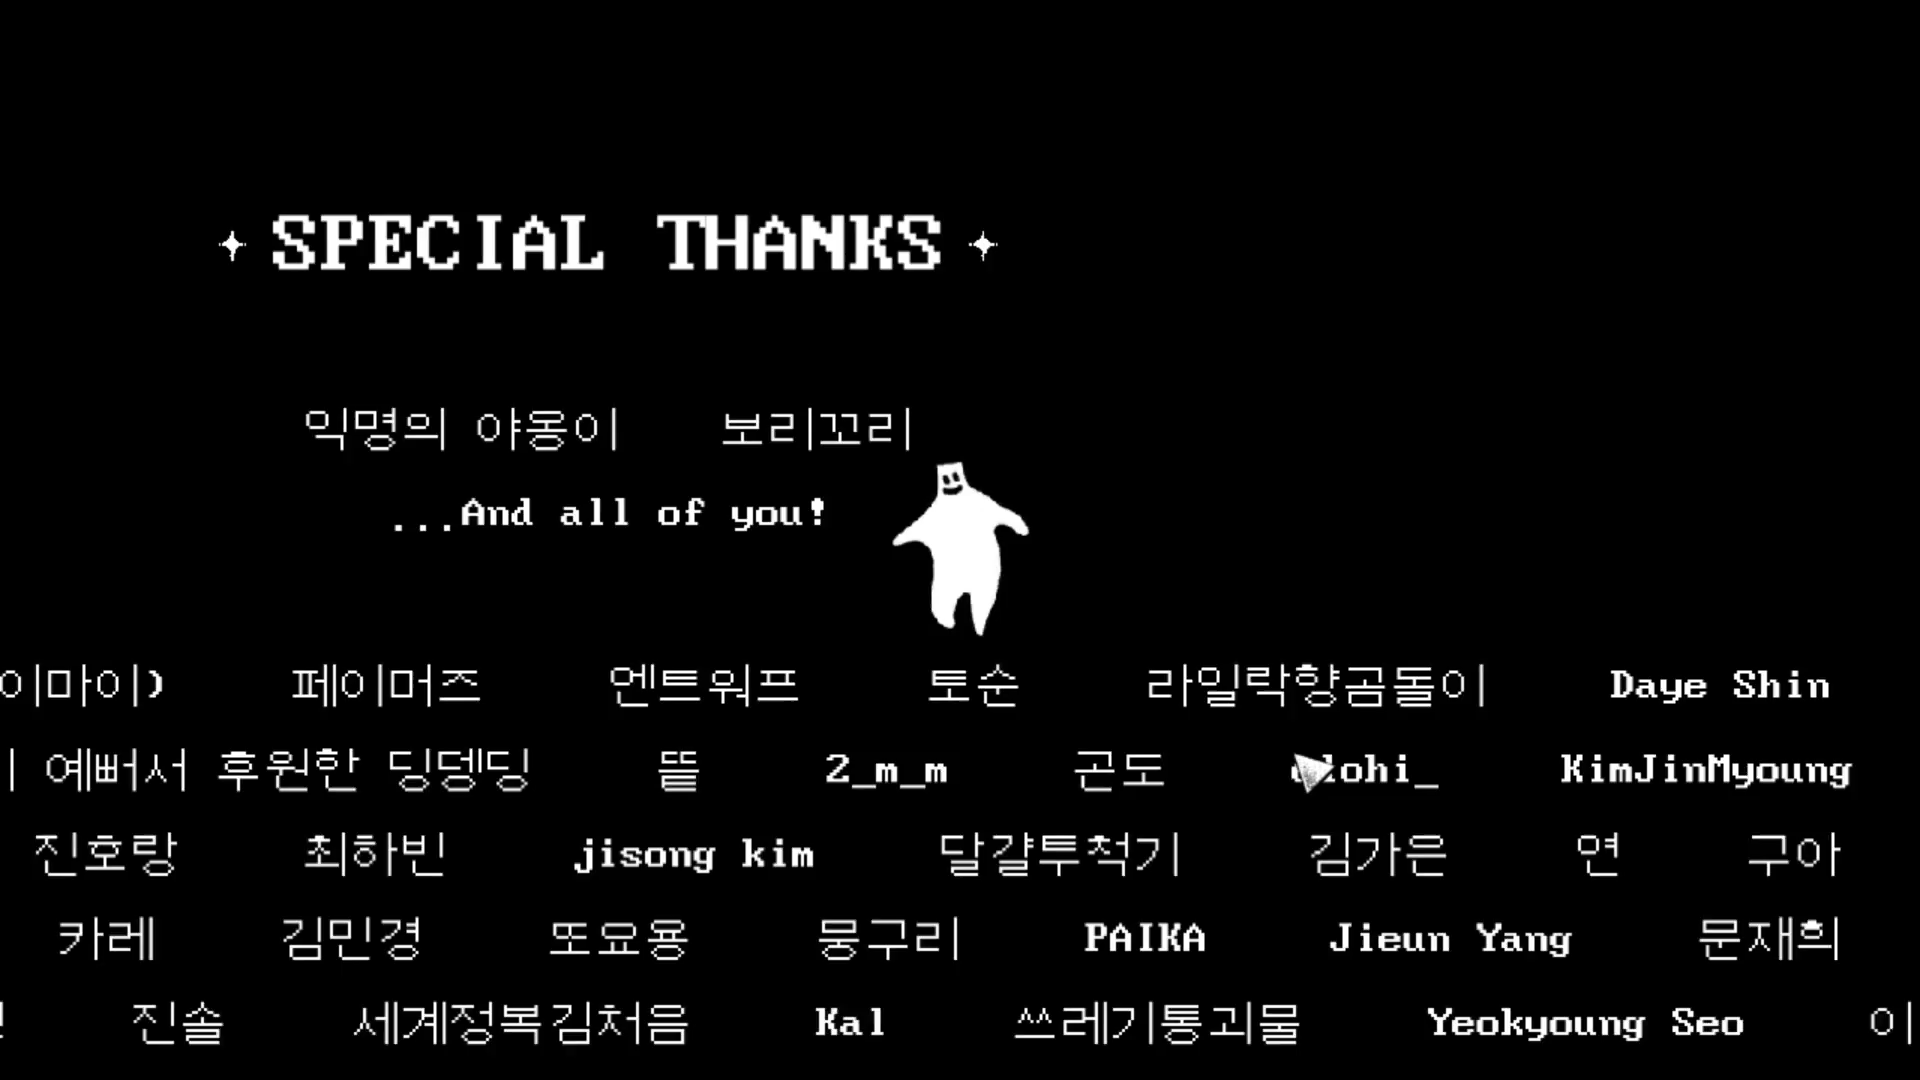 SPECIAL THANKS
익명의 야옹이 보리꼬리
...And all of you!
이마이) 페이머즈 엔트워프 토순 라일락향곰돌이 Daye Shin
예뻐서 후원한 딩뎅딩 뜰 2_m_m 곤도 KimJinMyoung
진호랑 최하빈 jisong kim 달걀투척기 김가은 연 구아
카레 김민경 또요용 뭉구리 PAIKA Jieun Yang 문재희
진솔 세계정복김처음 Kal 쓰레기통괴물 Yeokyoung Seo 이